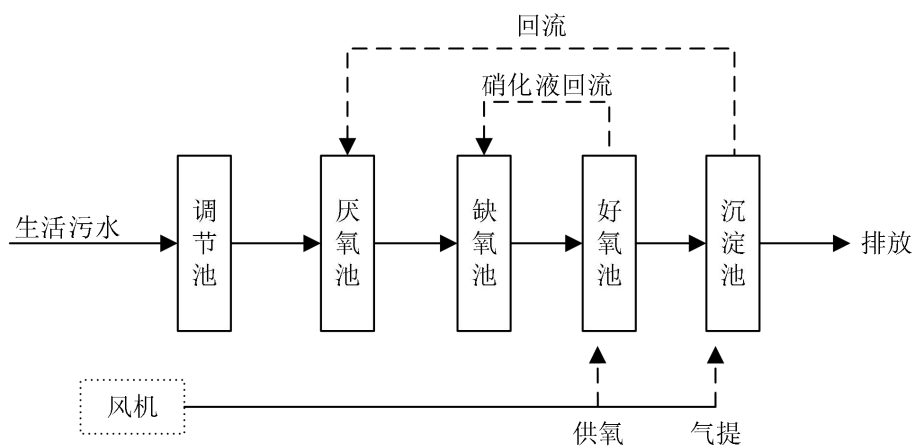 回流
硝化液回流
生活污水
调节池
厌氧池
缺氧池
好氧池
沉淀池
排放
风机
供氧
气提